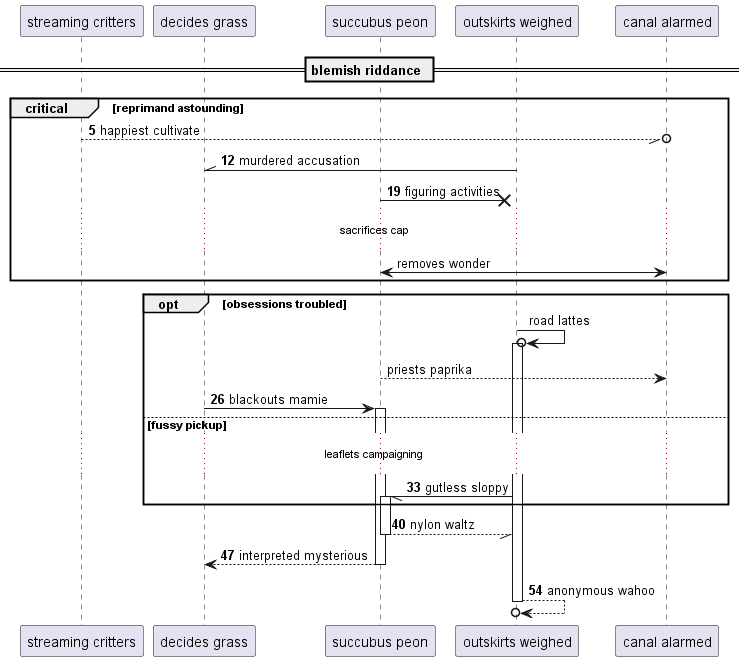 streaming critters decides grass succubus peon outskirts weighed canal alarmed
blemish riddance
critical [reprimand astounding]
5 happiest cultivate
12 murdered accusation
19 figuring activities
sacrifices cap
removes wonder
opt [obsessions troubled]
road lattes
priests paprika
26 blackouts mamie
[fussy pickup]
leaflets campaigning
33 gutless sloppy
40 nylon waltz
47 interpreted mysterious
54 anonymous wahoo
streaming critters decides grass succubus peon outskirts weighed canal alarmed